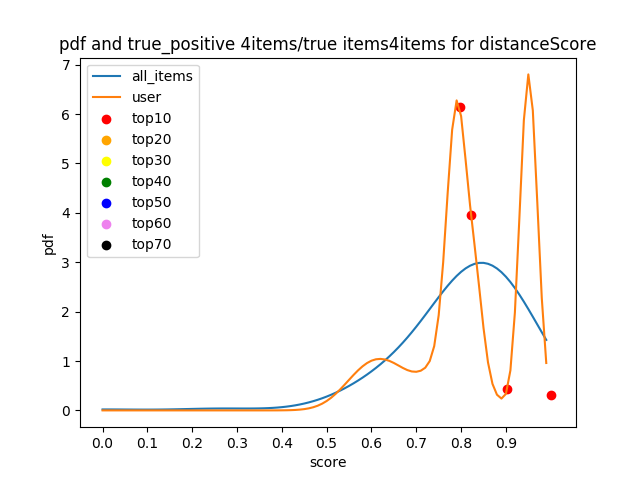 pdf and true_positive 4items/true items4items for distanceScore
all_items
user
top10
top20
top30
top40
top50
top60
top70
7
6
5
4
3
2
1
0
pdf
0.0 0.1 0.2 0.3 0.4 0.5 0.6 0.7 0.8 0.9
score